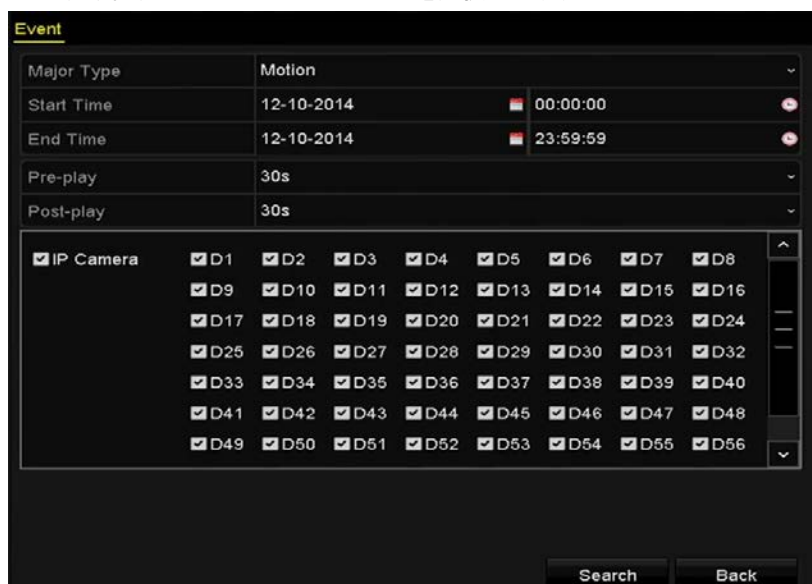 Event
Major Type Motion
Start Time 12-10-2014 00:00:00
End Time 12-10-2014 23:59:59
Pre-play 30s
Post-play 30s
IP Camera D1 D2 D3 D4 D5 D6 D7 D8
D9 D10 D11 D12 D13 D14 D15 D16
D17 D18 D19 D20 D21 D22 D23 D24
D25 D26 D27 D28 D29 D30 D31 D32
D33 D34 D35 D36 D37 D38 D39 D40
D41 D42 D43 D44 D45 D46 D47 D48
D49 D50 D51 D52 D53 D54 D55 D56
Search Back